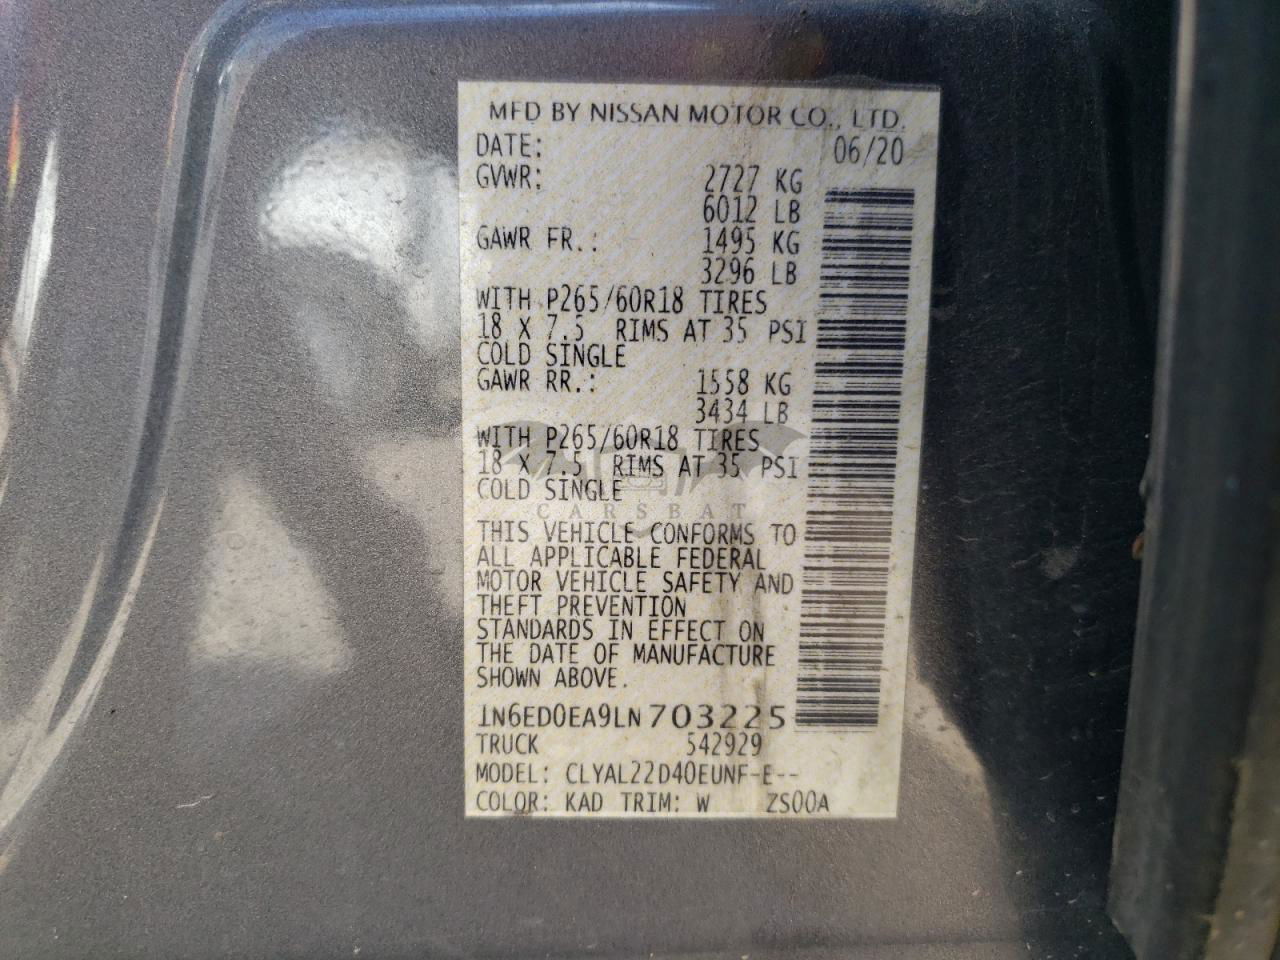 MFD BY NISSAN MOTOR CO., LTD.
DATE: 06/20
GVWR: 2727 KG
6012 LB
GAWR FR.: 1495 KG
3296 LB
WITH P265/60R18 TIRES
18 X 7.5 RIMS AT 35 PSI
COLD SINGLE
GAWR RR.: 1558 KG
3434 LB
WITH P265/60R18 TIRES
18 X 7.5 RIMS AT 35 PSI
COLD SINGLE
CARSBAT
THIS VEHICLE CONFORMS TO
ALL APPLICABLE FEDERAL
MOTOR VEHICLE SAFETY AND
THEFT PREVENTION
STANDARDS IN EFFECT ON
THE DATE OF MANUFACTURE
SHOWN ABOVE.
1N6ED0EA9LN703225
TRUCK 542929
MODEL: CLYAL22D40EUNF-E--
COLOR: KAD TRIM: W ZS00A